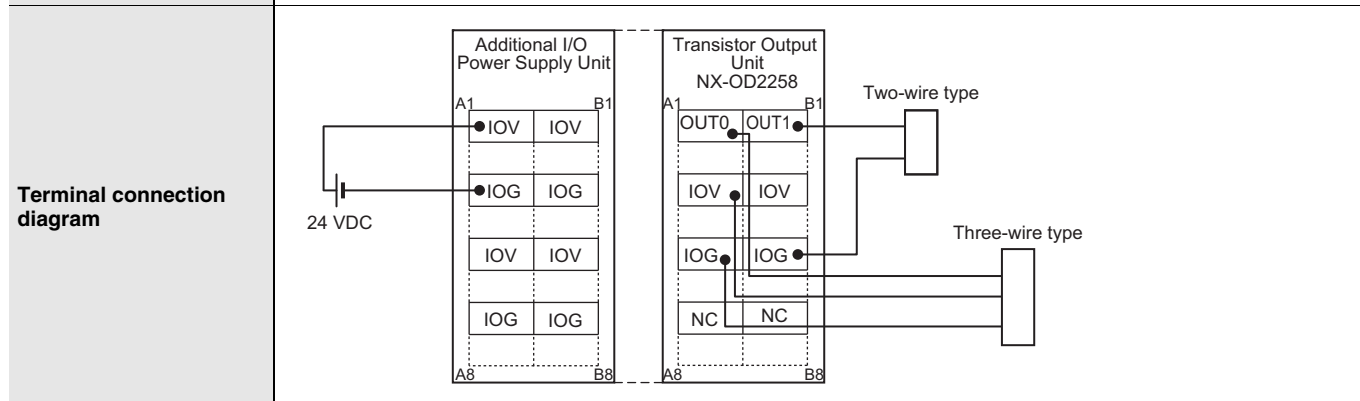 Terminal connection
diagram
Additional I/O
Power Supply Unit
A1
B1
IOV
IOV
IOG
IOG
IOV
IOV
IOG
IOG
A8
B8
24 VDC
Transistor Output
Unit
NX-OD2258
A1
B1
OUT0
OUT1
IOV
IOV
IOG
IOG
NC
NC
A8
B8
Two-wire type
Three-wire type